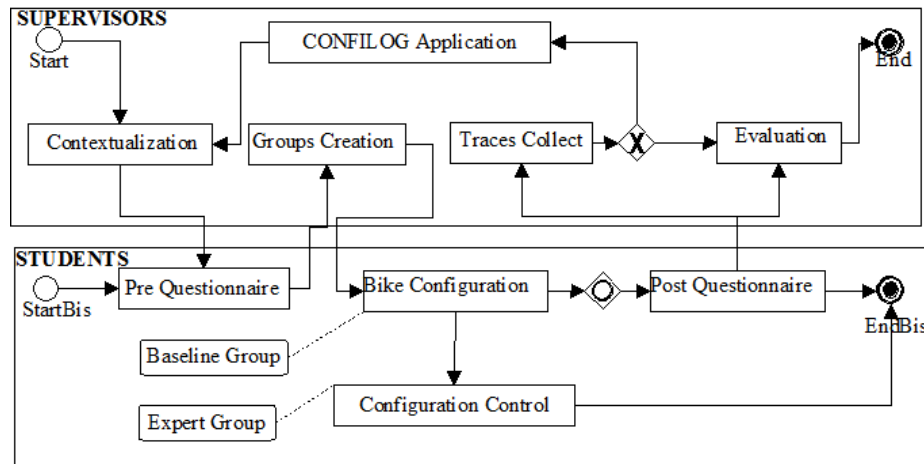 SUPERVISORS
Start
CONFILOG Application
End
Contextualization
Groups Creation
Traces Collect
X
Evaluation
STUDENTS
StartBis
Pre Questionnaire
Bike Configuration
Post Questionnaire
EndBis
Baseline Group
Expert Group
Configuration Control